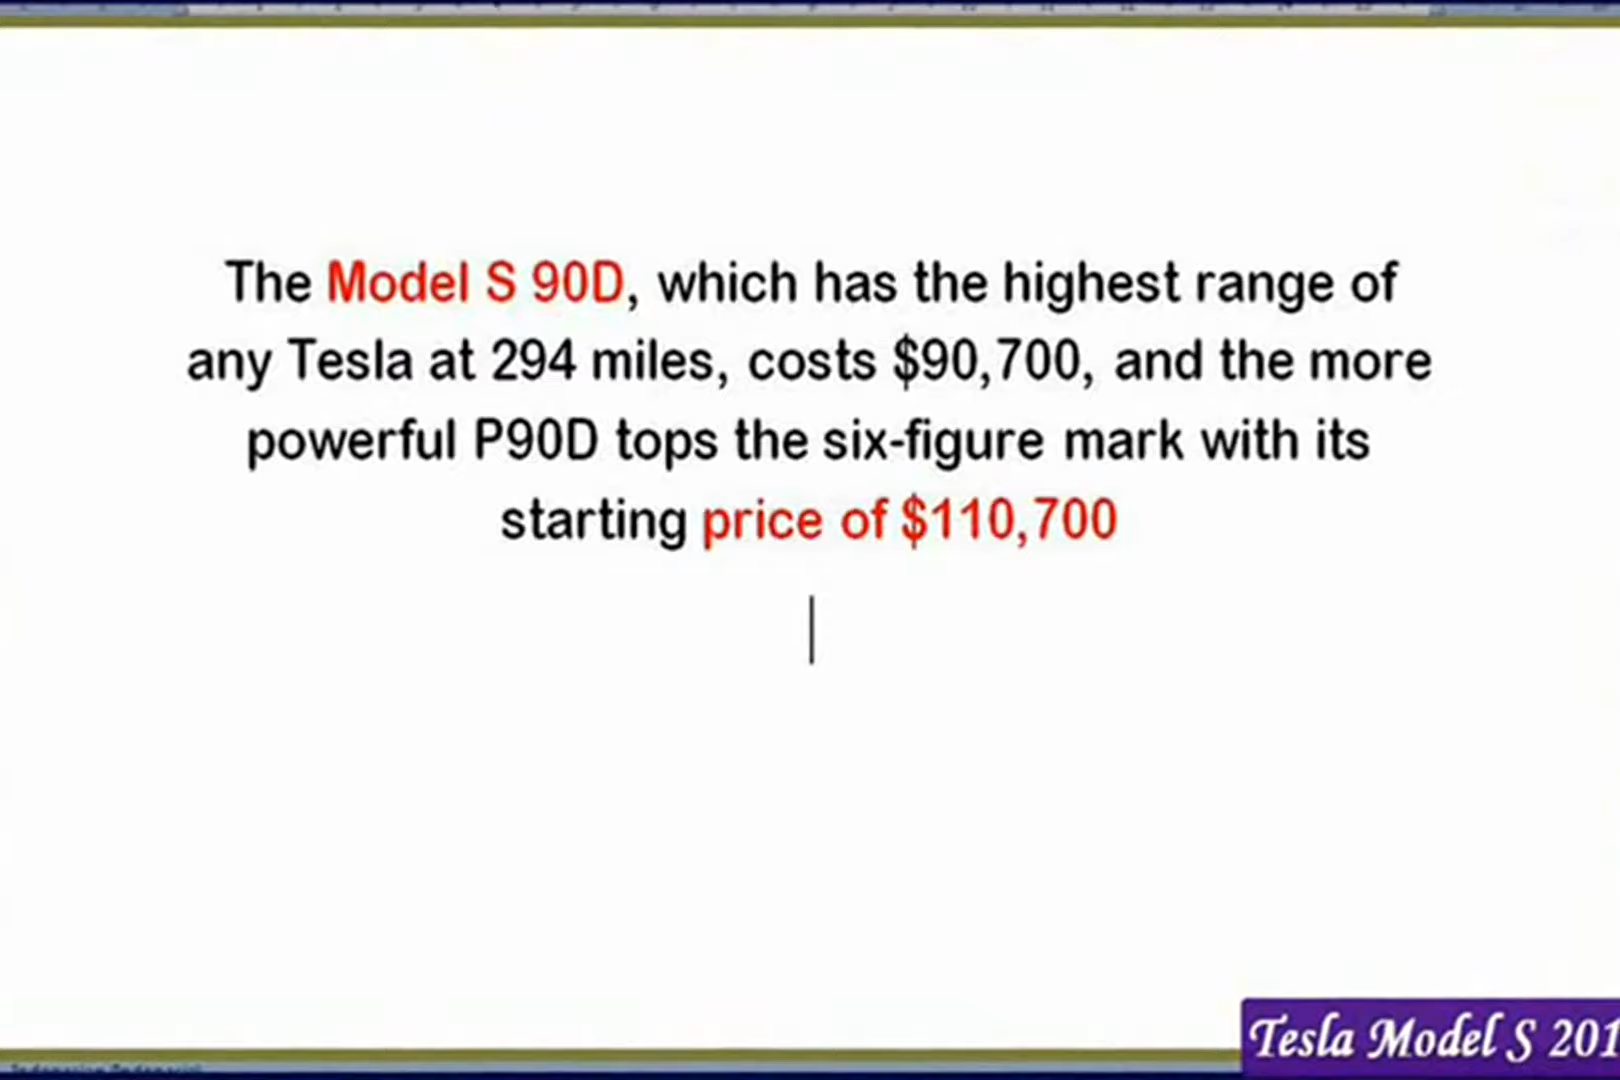 The Model S 90D, which has the highest range of
any Tesla at 294 miles, costs $90,700, and the more
powerful P90D tops the six-figure mark with its
starting price of $110,700
Tesla Model S 201